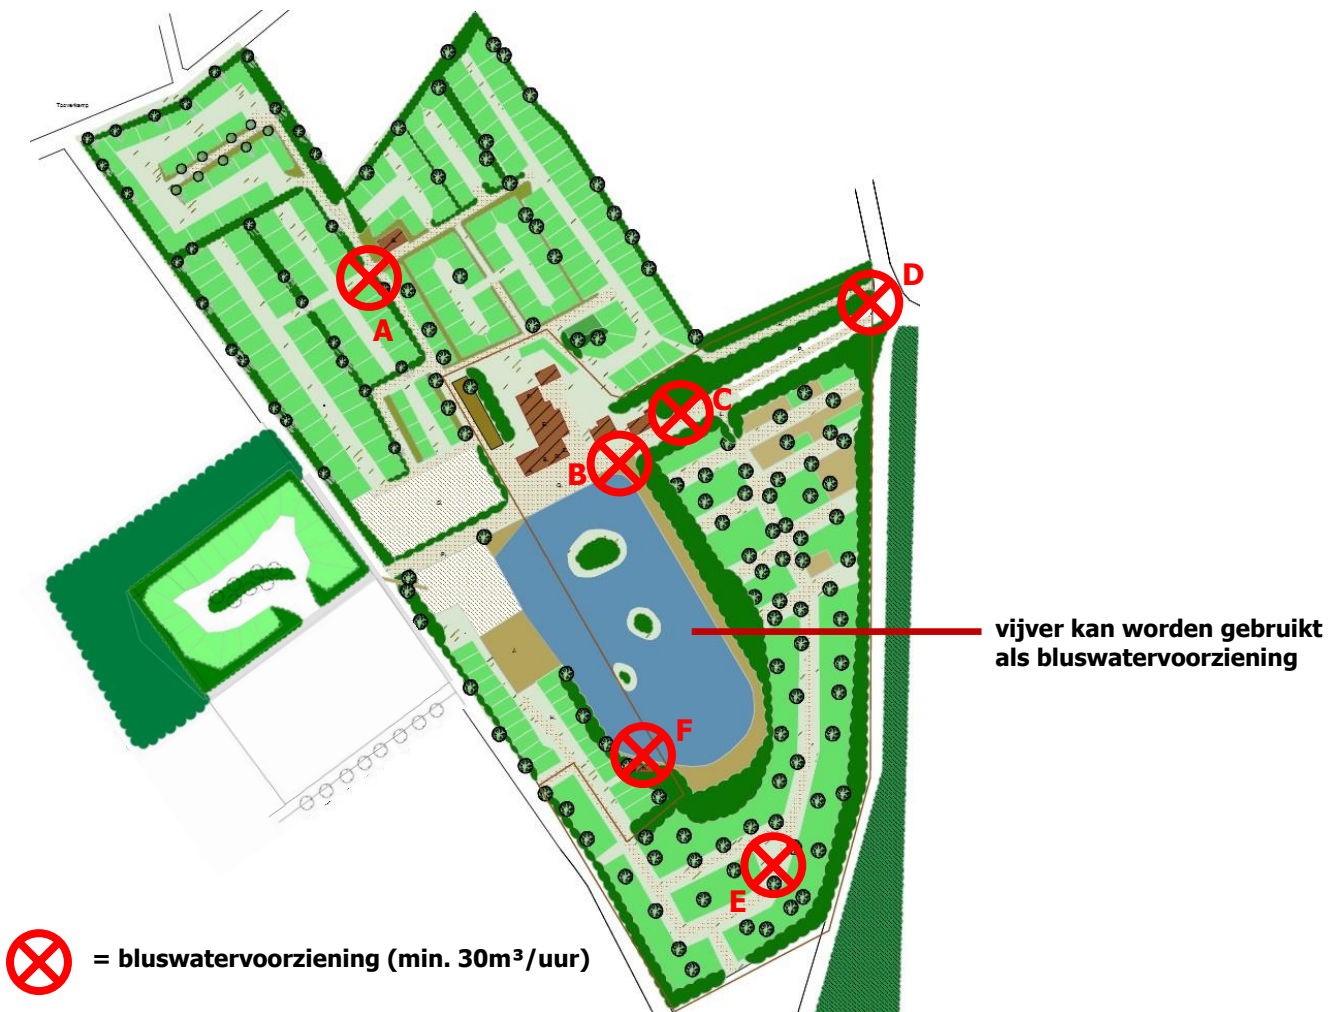 D
A
C
B
vijver kan worden gebruikt
als bluswatervoorziening
F
E
= bluswatervoorziening (min. 30m³/uur)